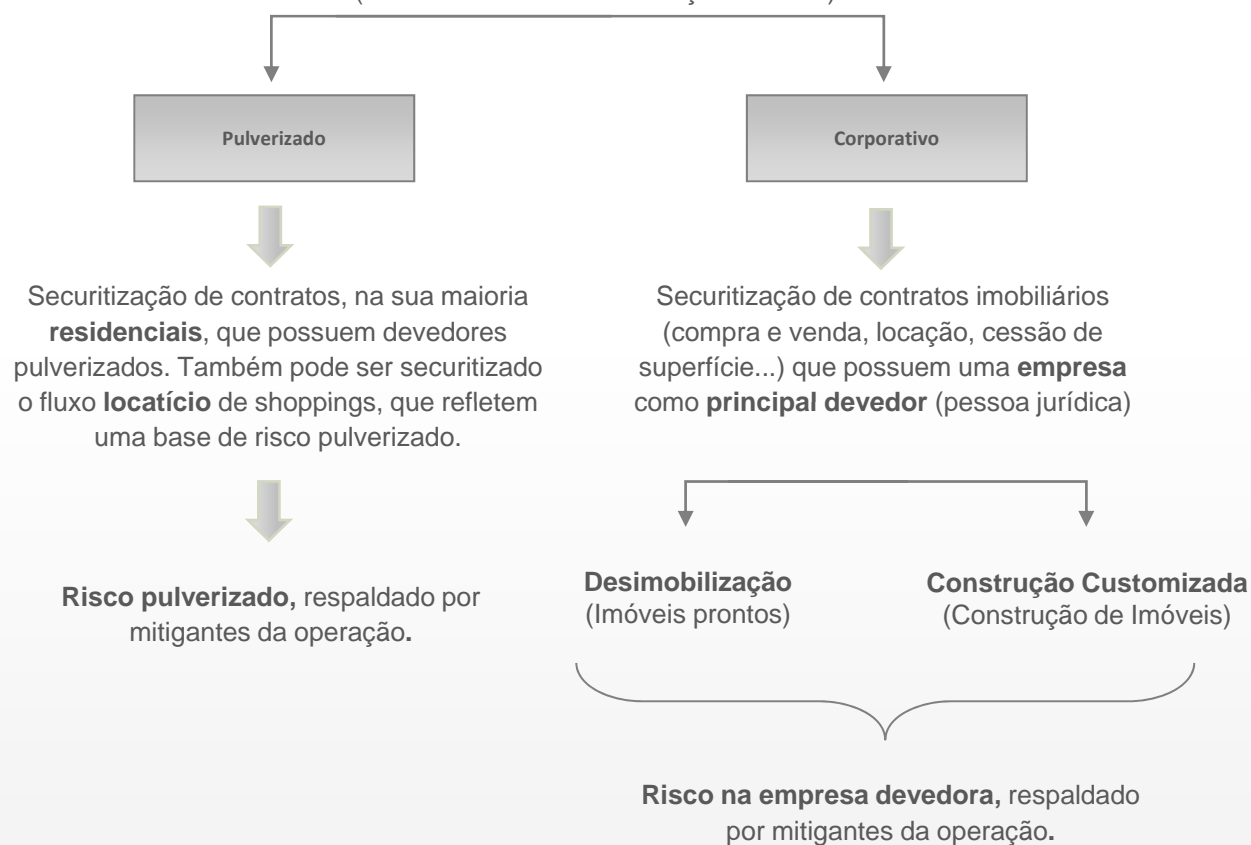 Pulverizado
Corporativo
Securitização de contratos, na sua maioria
residenciais, que possuem devedores
pulverizados. Também pode ser securitizado
o fluxo locatício de shoppings, que refletem
uma base de risco pulverizado.
Securitização de contratos imobiliários
(compra e venda, locação, cessão de
superfície...) que possuem uma empresa
como principal devedor (pessoa jurídica)
Risco pulverizado, respaldado por
mitigantes da operação.
Desimobilização
(Imóveis prontos)
Construção Customizada
(Construção de Imóveis)
Risco na empresa devedora, respaldado
por mitigantes da operação.